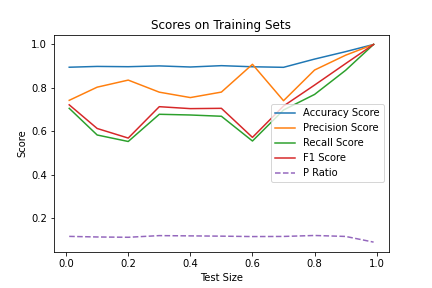 Scores on Training Sets
1.0
0.8
0.6
0.4
0.2
Score
Accuracy Score
Precision Score
Recall Score
F1 Score
P Ratio
0.0 0.2 0.4 0.6 0.8 1.0
Test Size